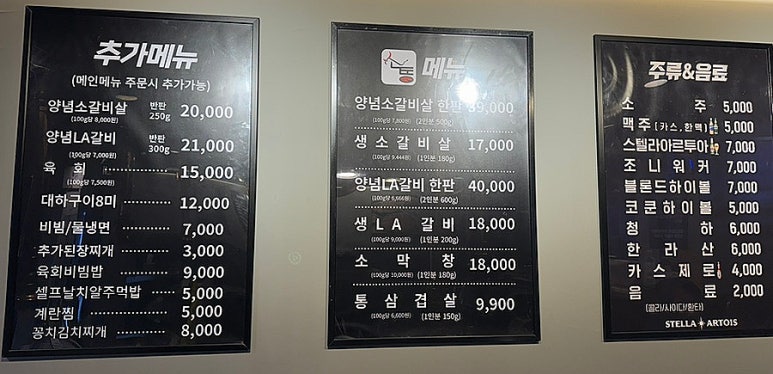 추가메뉴
(메인메뉴 주문시 추가가능)
양념소갈비살 반판 250g 20,000
(100g당 8,000원)
양념LA갈비 반판 300g 21,000
(100g당 7,000원)
육회 15,000
(100g당 7,500원)
대하구이8미 12,000
비빔/물냉면 7,000
추가된장찌개 3,000
육회비빔밥 9,000
셀프날치알주먹밥 5,000
계란찜 5,000
꽁치김치찌개 8,000
메뉴
양념소갈비살 한판 39,000
(100g당 7,800원) (2인분 500g)
생소갈비살 17,000
(100g당 9,444원) (1인분 180g)
양념LA갈비 한판 40,000
(100g당 6,666원) (2인분 600g)
생LA갈비 18,000
(100g당 9,000원) (1인분 200g)
소막창 18,000
(100g당 10,000원) (1인분 180g)
통삼겹살 9,900
(100g당 6,600원) (1인분 150g)
주류&음료
소주 5,000
맥주 [카스,한맥] 5,000
스텔라아르투아 7,000
조니워커 7,000
블론드하이볼 7,000
코쿤하이볼 5,000
청하 6,000
한라산 6,000
카스제로 4,000
음료 2,000
(콜라/사이다/환타)
STELLA ARTOIS